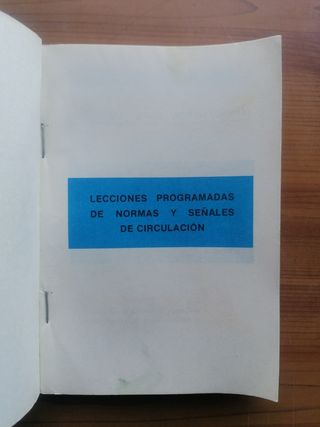 LECCIONES PROGRAMADAS
DE NORMAS Y SEÑALES
DE CIRCULACIÓN